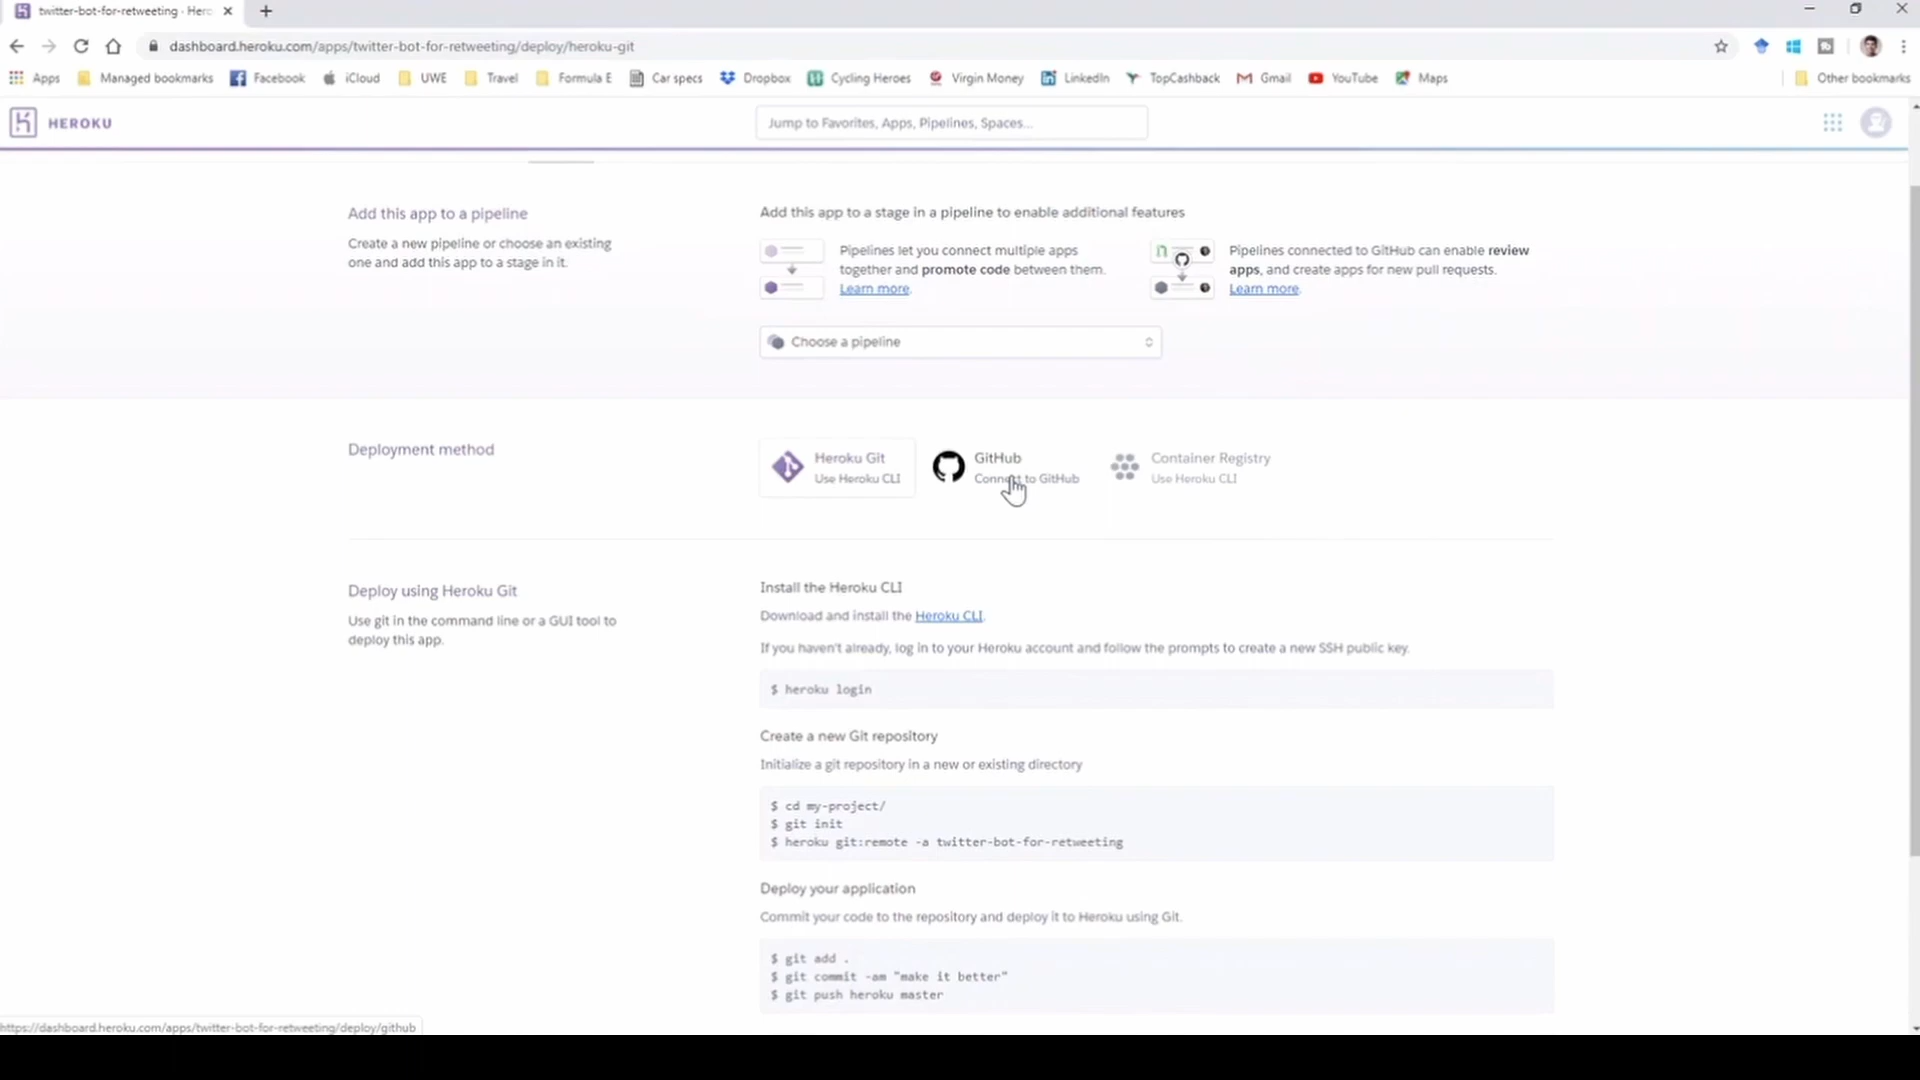 twitter-bot-for-retweeting · Hero
dashboard.heroku.com/apps/twitter-bot-for-retweeting/deploy/heroku-git
Apps Managed bookmarks Facebook iCloud UWE Travel Formula E Car specs Dropbox Cycling Heroes Virgin Money LinkedIn TopCashback Gmail YouTube Maps Other bookmarks
HEROKU
Jump to Favorites, Apps, Pipelines, Spaces...
Add this app to a pipeline
Create a new pipeline or choose an existing
one and add this app to a stage in it.
Add this app to a stage in a pipeline to enable additional features
Pipelines let you connect multiple apps
together and promote code between them.
Learn more.
Pipelines connected to GitHub can enable review
apps, and create apps for new pull requests.
Learn more.
Choose a pipeline
Deployment method
Heroku Git
Use Heroku CLI
GitHub
Connect to GitHub
Container Registry
Use Heroku CLI
Deploy using Heroku Git
Use git in the command line or a GUI tool to
deploy this app.
Install the Heroku CLI
Download and install the Heroku CLI.
If you haven't already, log in to your Heroku account and follow the prompts to create a new SSH public key.
$ heroku login
Create a new Git repository
Initialize a git repository in a new or existing directory
$ cd my-project/
$ git init
$ heroku git:remote -a twitter-bot-for-retweeting
Deploy your application
Commit your code to the repository and deploy it to Heroku using Git.
$ git add .
$ git commit -am "make it better"
$ git push heroku master
https://dashboard.heroku.com/apps/twitter-bot-for-retweeting/deploy/github